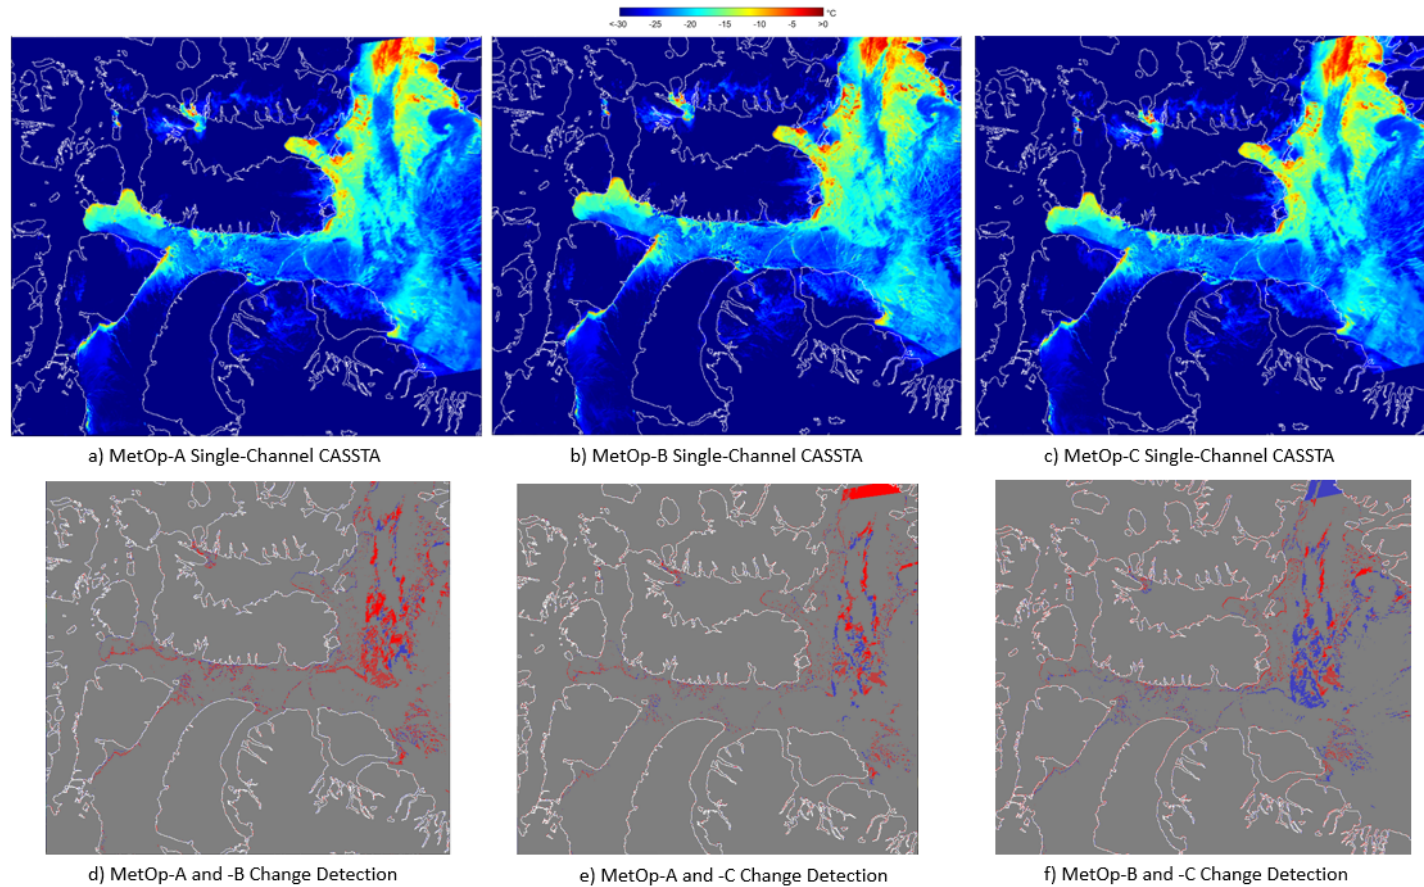 <-30 -25 -20 -15 -10 -5 >0 °C
a) MetOp-A Single-Channel CASSTA
b) MetOp-B Single-Channel CASSTA
c) MetOp-C Single-Channel CASSTA
d) MetOp-A and -B Change Detection
e) MetOp-A and -C Change Detection
f) MetOp-B and -C Change Detection